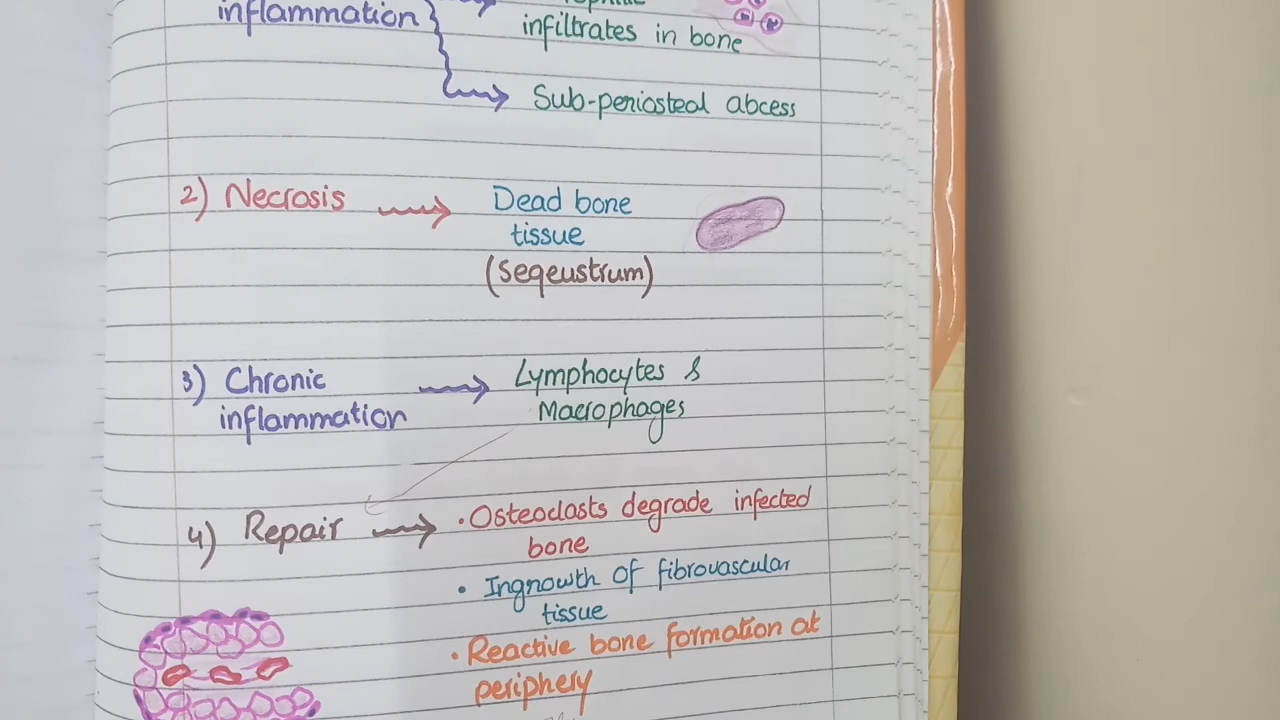 inflammation
infiltrates in bone
Sub-periosteal abcess
2) Necrosis
Dead bone
tissue
(Seqeustrum)
3) Chronic
inflammation
Lymphocytes &
Macrophages
4) Repair
• Osteoclasts degrade infected
bone
• Ingrowth of fibrovascular
tissue
• Reactive bone formation at
periphery